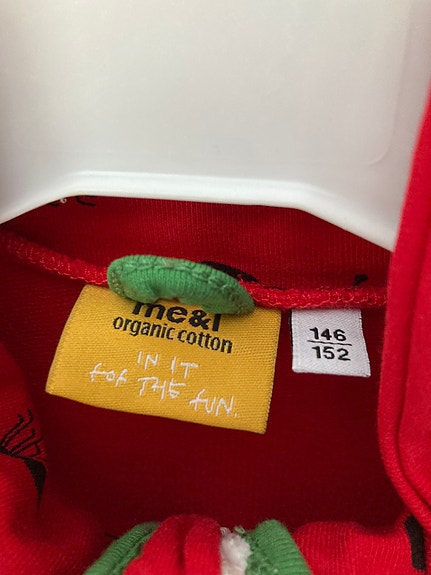 me&i
organic cotton
IN IT
FOR THE FUN.
146
152